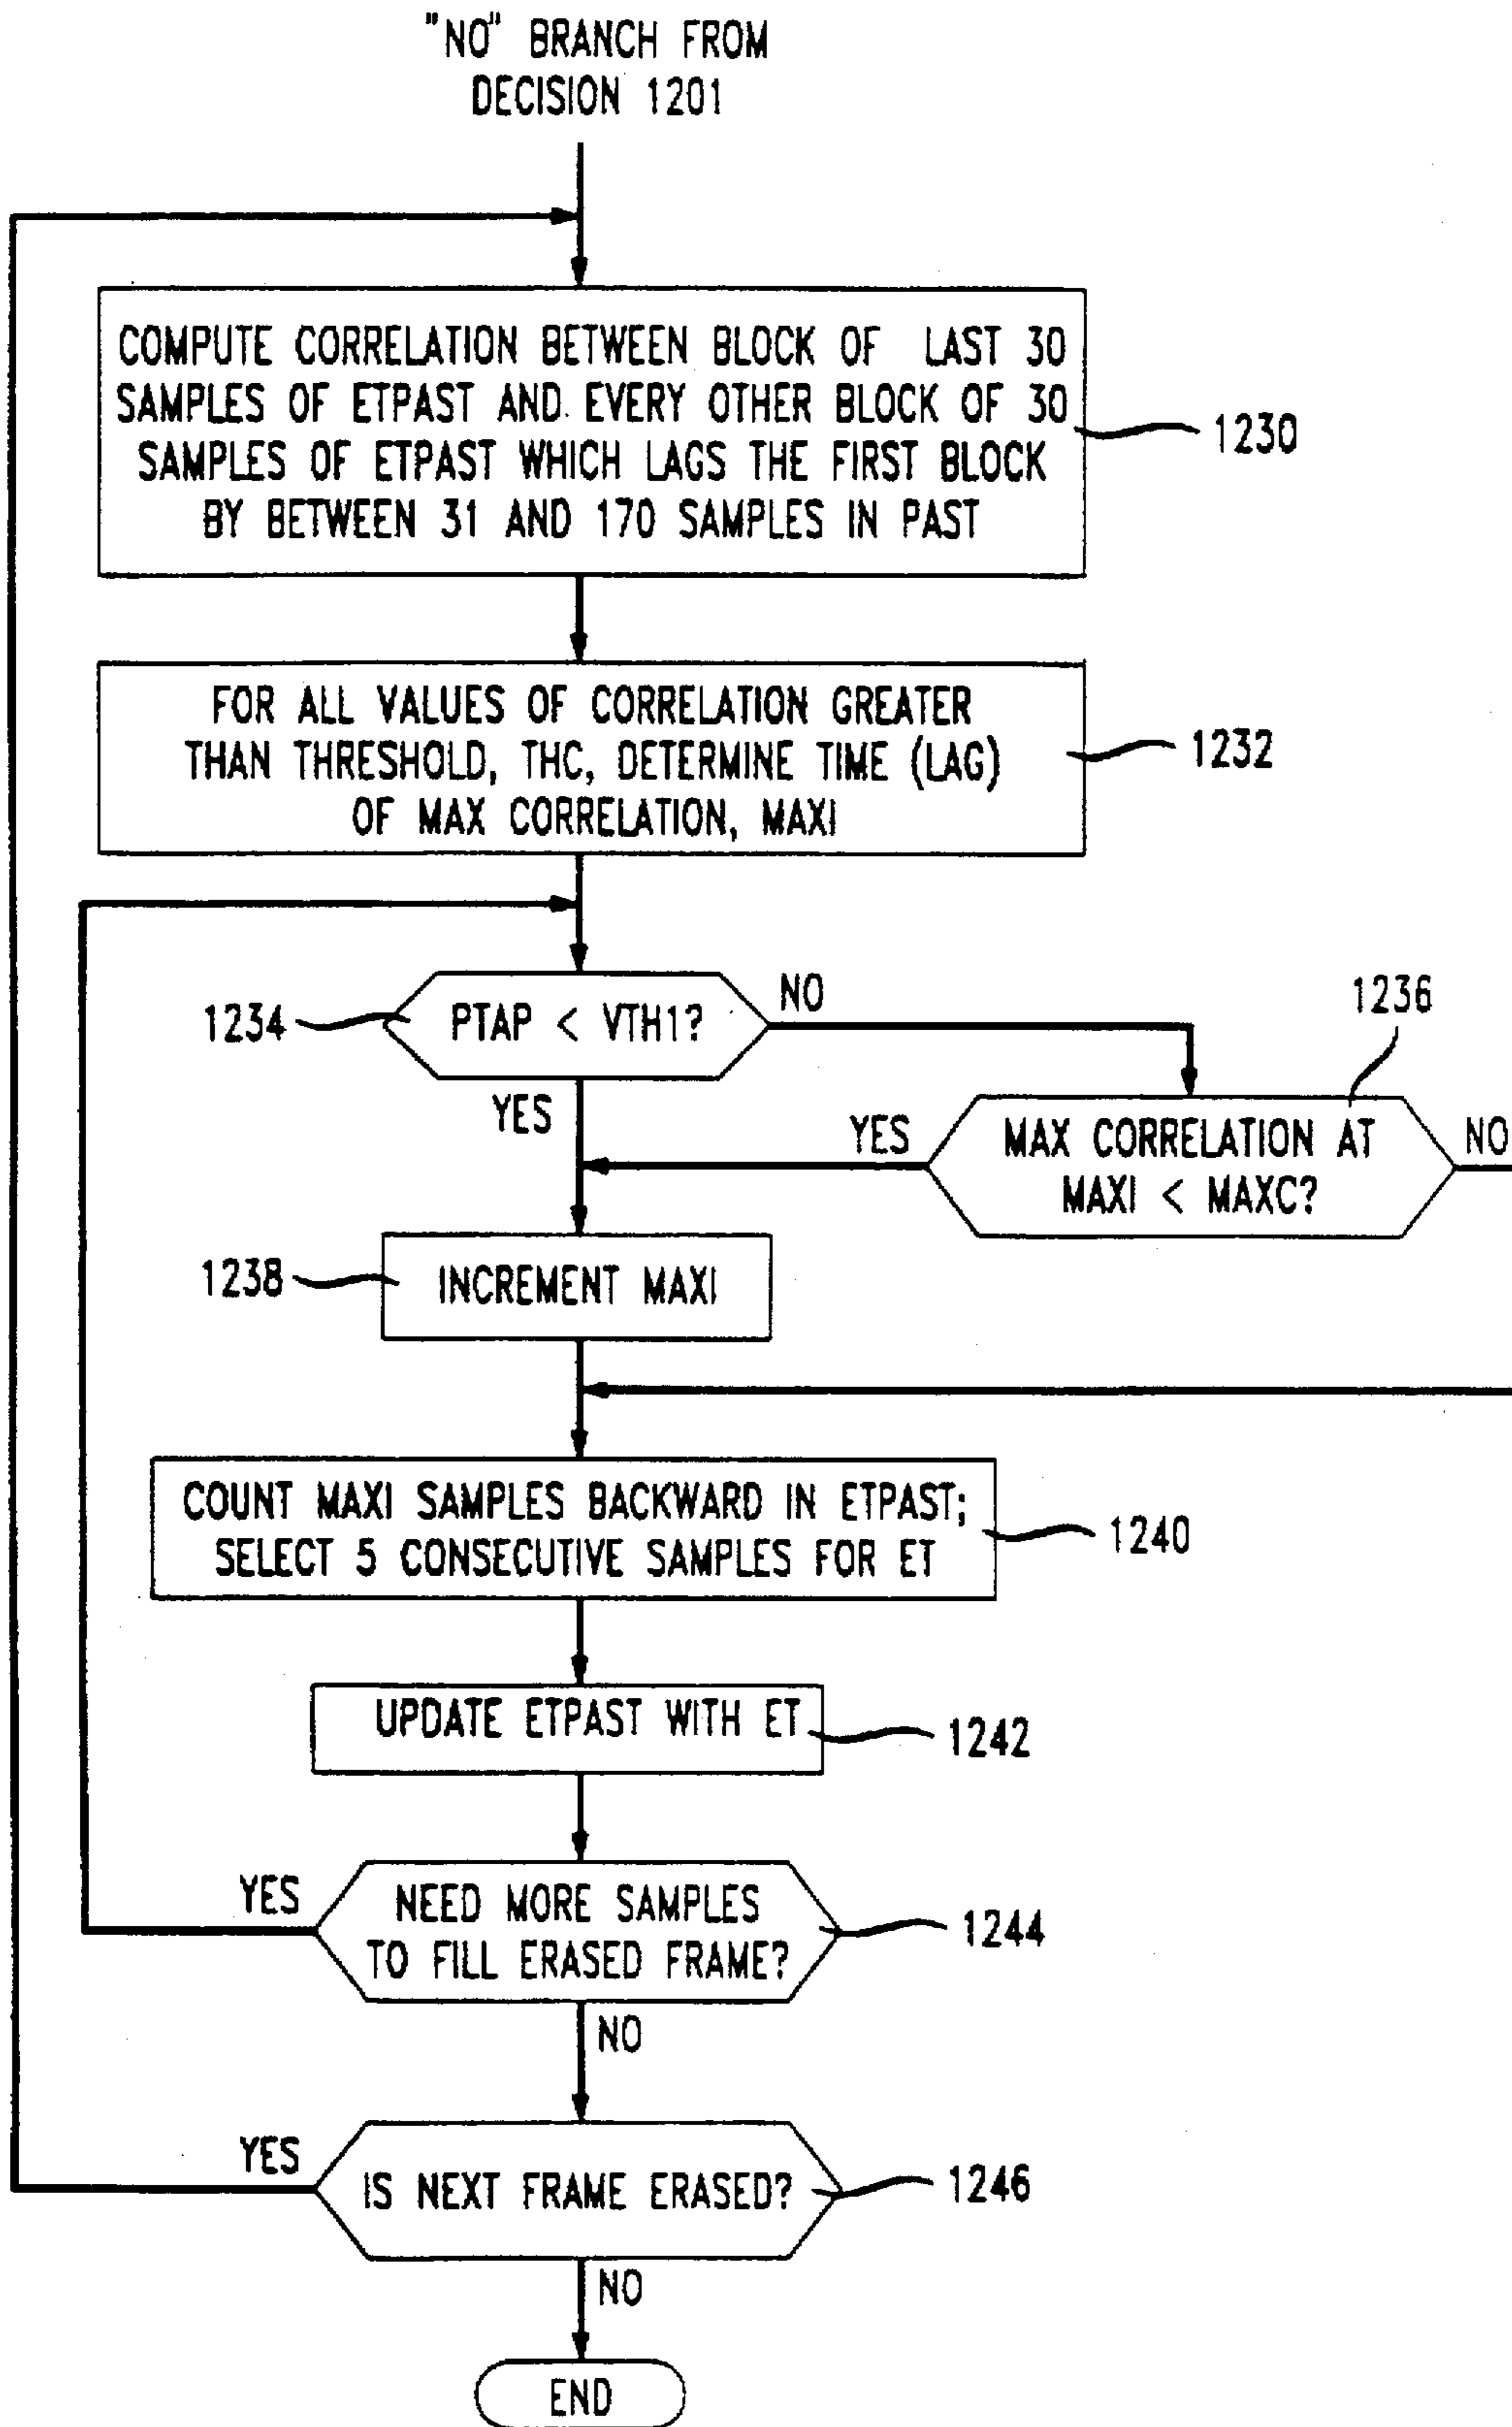 "NO" BRANCH FROM
DECISION 1201
COMPUTE CORRELATION BETWEEN BLOCK OF LAST 30
SAMPLES OF ETPAST AND EVERY OTHER BLOCK OF 30
SAMPLES OF ETPAST WHICH LAGS THE FIRST BLOCK
BY BETWEEN 31 AND 170 SAMPLES IN PAST
1230
FOR ALL VALUES OF CORRELATION GREATER
THAN THRESHOLD, THC, DETERMINE TIME (LAG)
OF MAX CORRELATION, MAXI
1232
1234
PTAP < VTH1?
NO
1236
YES
YES
MAX CORRELATION AT
MAXI < MAXC?
NO
1238
INCREMENT MAXI
COUNT MAXI SAMPLES BACKWARD IN ETPAST;
SELECT 5 CONSECUTIVE SAMPLES FOR ET
1240
UPDATE ETPAST WITH ET
1242
YES
NEED MORE SAMPLES
TO FILL ERASED FRAME?
1244
NO
YES
IS NEXT FRAME ERASED?
1246
NO
END